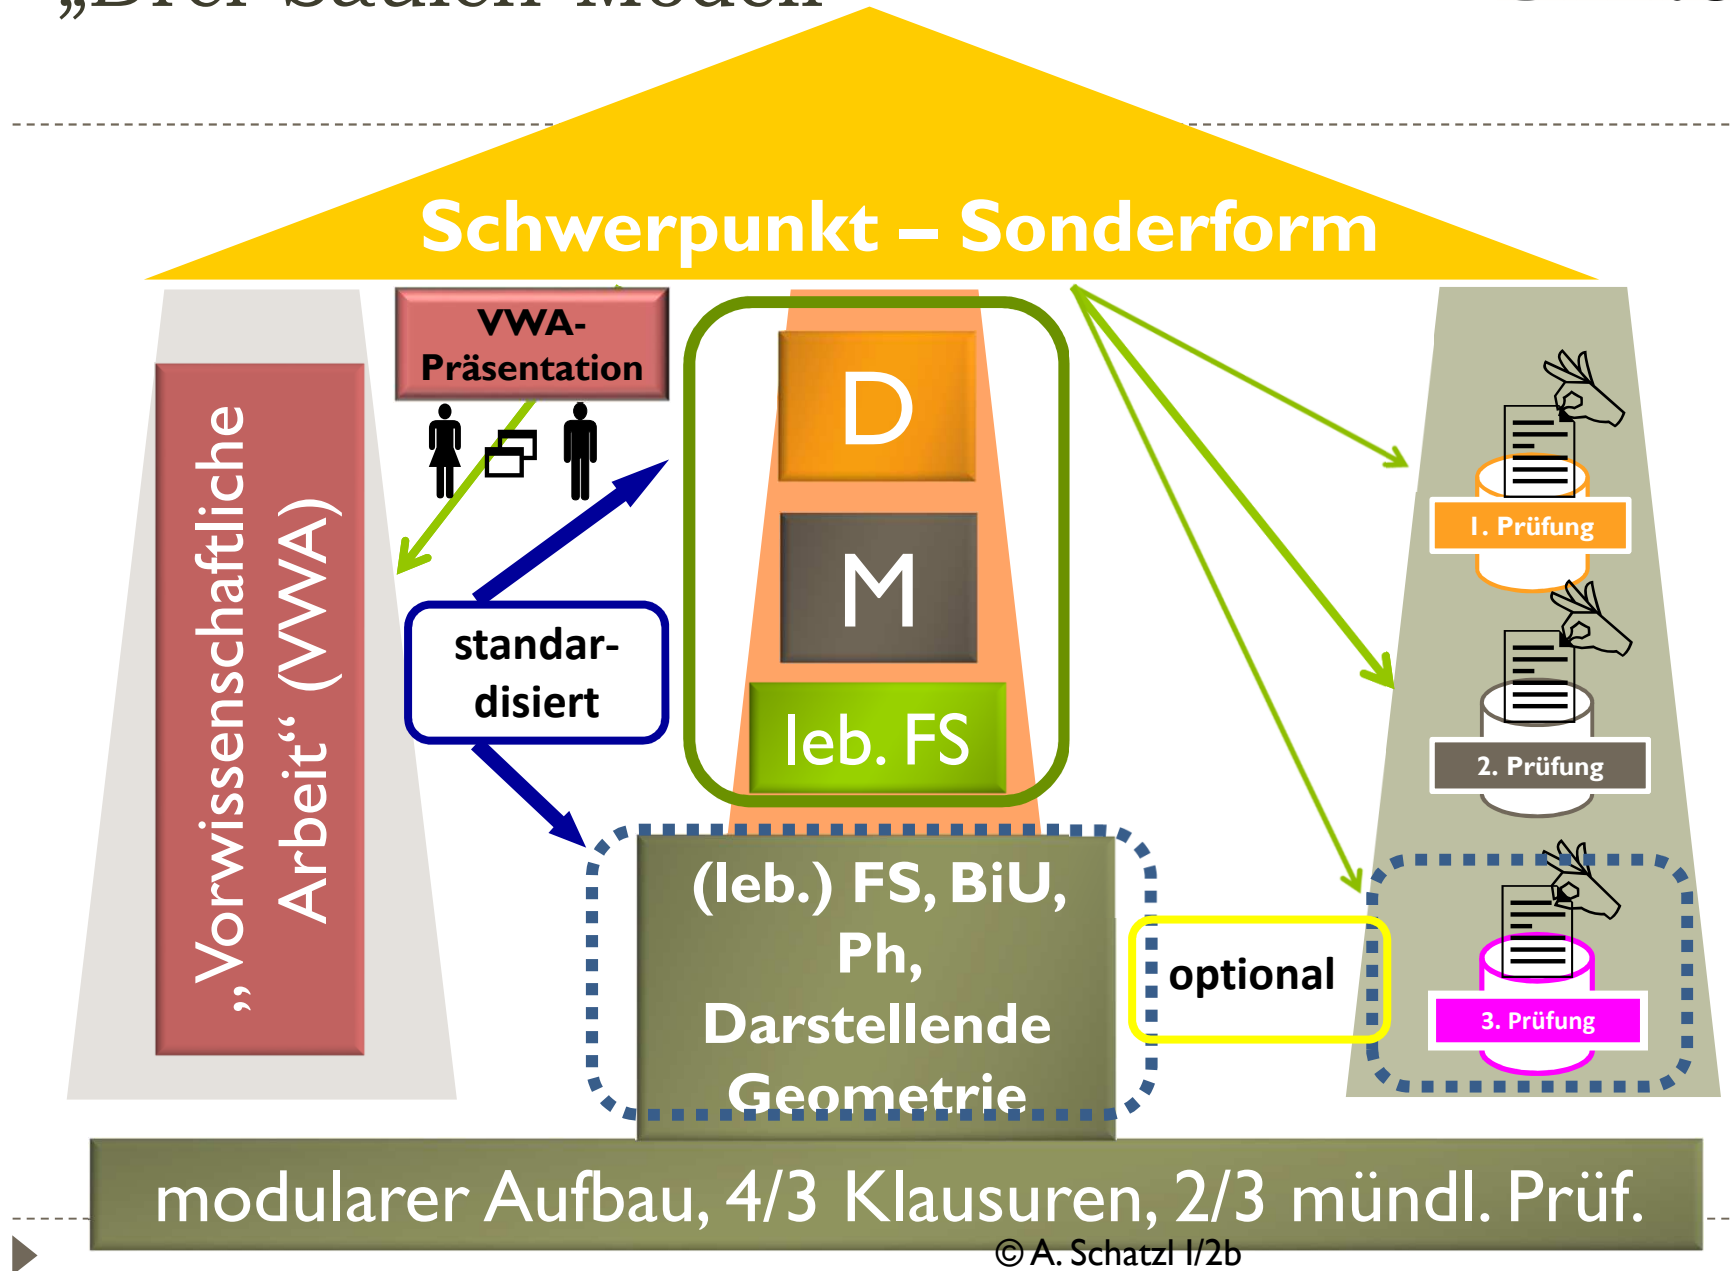 Schwerpunkt – Sonderform
VWA-
Präsentation
„Vorwissenschaftliche
Arbeit“ (VWA)
standar-
disiert
D
M
leb. FS
(leb.) FS, BiU,
Ph,
Darstellende
Geometrie
optional
1. Prüfung
2. Prüfung
3. Prüfung
modularer Aufbau, 4/3 Klausuren, 2/3 mündl. Prüf.
© A. Schatzl I/2b